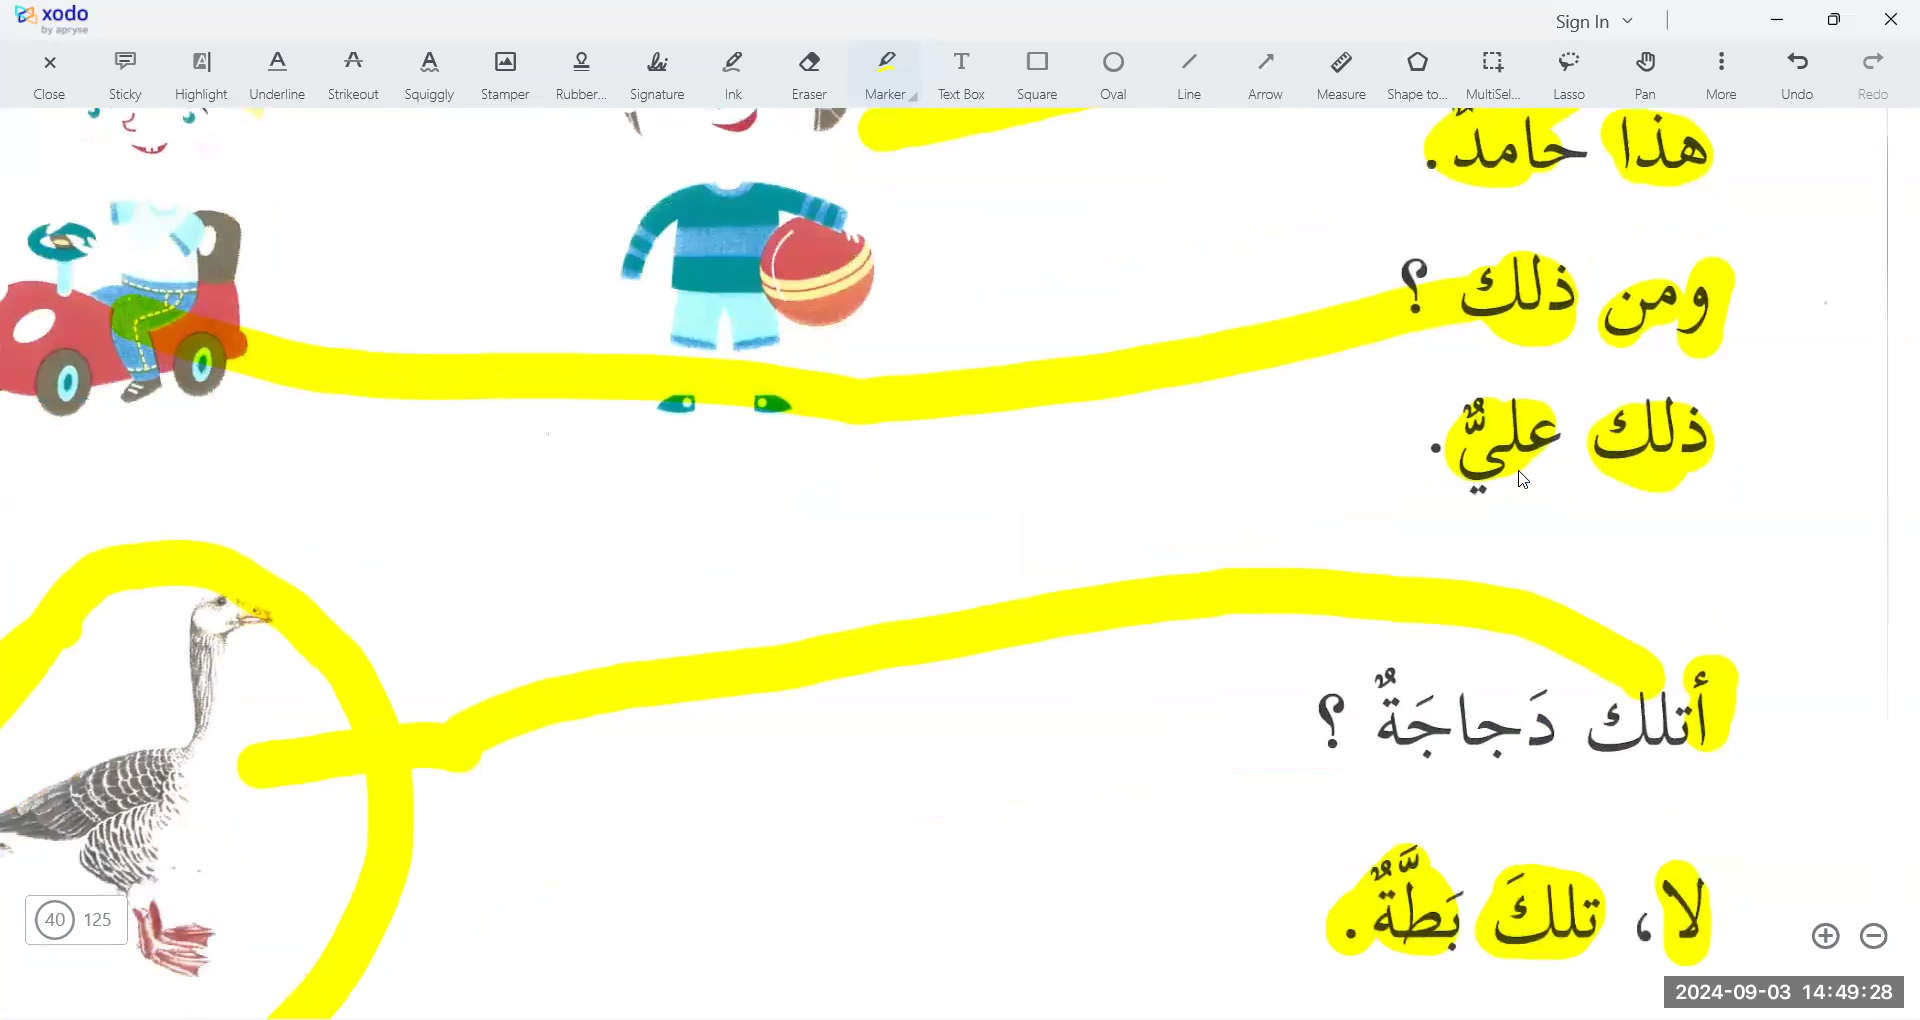 xodo
by apryse
Sign In
Close Sticky Highlight Underline Strikeout Squiggly Stamper Rubber... Signature Ink Eraser Marker Text Box Square Oval Line Arrow Measure Shape to... MultiSel... Lasso Pan More Undo Redo
هذا حامدٌ.
ومن ذلك ؟
ذلك عليٌّ.
أتلك دَجاجَةٌ ؟
لا، تلكَ بَطَّةٌ.
40 125
2024-09-03 14:49:28